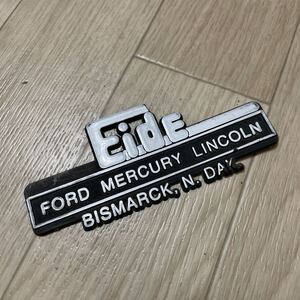 Eide
FORD MERCURY LINCOLN
BISMARCK, N. DAK.